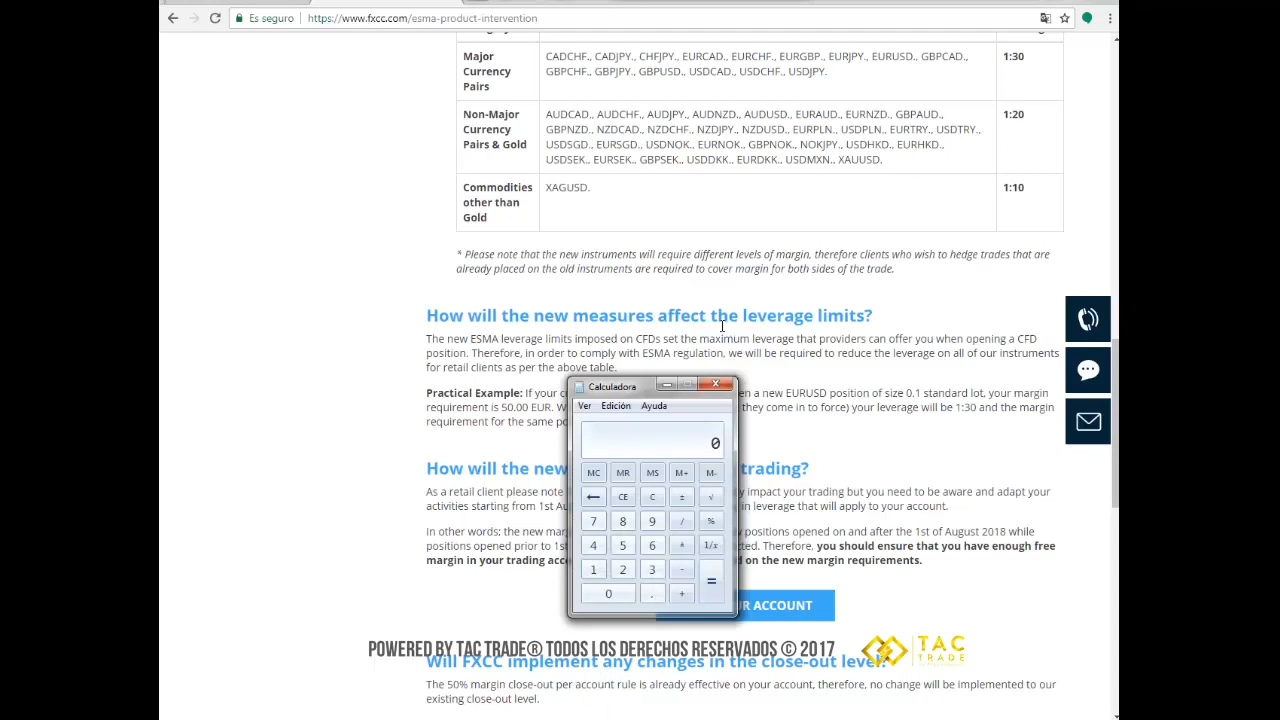 Es seguro
https://www.fxcc.com/esma-product-intervention
Major
Currency
Pairs
CADCHF., CADJPY., CHFJPY., EURCAD., EURCHF., EURGBP., EURJPY., EURUSD., GBPCAD.,
GBPCHF., GBPJPY., GBPUSD., USDCAD., USDCHF., USDJPY.
1:30
Non-Major
Currency
Pairs & Gold
AUDCAD., AUDCHF., AUDJPY., AUDNZD., AUDUSD., EURAUD., EURNZD., GBPAUD.,
GBPNZD., NZDCAD., NZDCHF., NZDJPY., NZDUSD., EURPLN., USDPLN., EURTRY., USDTRY.,
USDSGD., EURSGD., USDNOK., EURNOK., GBPNOK., NOKJPY., USDHKD., EURHKD.,
USDSEK., EURSEK., GBPSEK., USDDKK., EURDKK., USDMXN., XAUUSD.
1:20
Commodities
other than
Gold
XAGUSD.
1:10
* Please note that the new instruments will require different levels of margin, therefore clients who wish to hedge trades that are
already placed on the old instruments are required to cover margin for both sides of the trade.
How will the new measures affect the leverage limits?
The new ESMA leverage limits imposed on CFDs set the maximum leverage that providers can offer you when opening a CFD
position. Therefore, in order to comply with ESMA regulation, we will be required to reduce the leverage on all of our instruments
for retail clients as per the above table.
Practical Example: If your c
n a new EURUSD position of size 0.1 standard lot, your margin
requirement is 50.00 EUR. W
they come in to force) your leverage will be 1:30 and the margin
requirement for the same po
How will the new
trading?
As a retail client please note
y impact your trading but you need to be aware and adapt your
activities starting from 1st A
in leverage that will apply to your account.
In other words: the new mar
positions opened on and after the 1st of August 2018 while
positions opened prior to 1s
cted. Therefore, you should ensure that you have enough free
margin in your trading acco
d on the new margin requirements.
Calculadora
Ver Edición Ayuda
0
MC MR MS M+ M-
← CE C ± √
7 8 9 / %
4 5 6 * 1/x
1 2 3 - =
0 . +
UR ACCOUNT
POWERED BY TAC TRADE® TODOS LOS DERECHOS RESERVADOS © 2017
TAC
TRADE
Will FXCC implement any changes in the close-out level?
The 50% margin close-out per account rule is already effective on your account, therefore, no change will be implemented to our
existing close-out level.